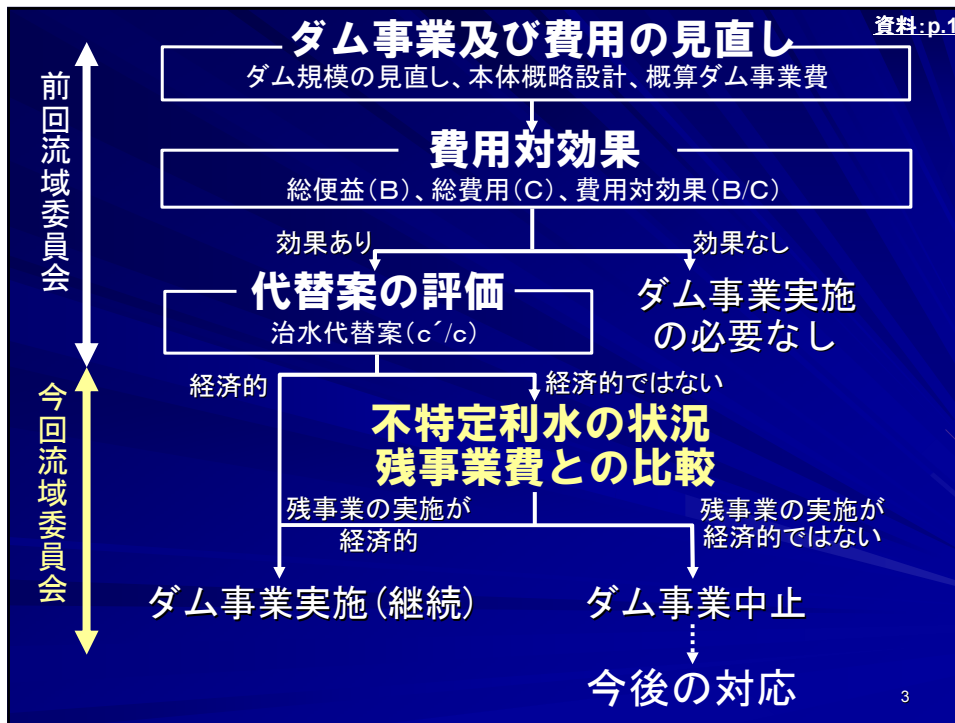 資料:p.1
ダム事業及び費用の見直し
ダム規模の見直し、本体概略設計、概算ダム事業費
前回流域委員会
費用対効果
総便益(B)、総費用(C)、費用対効果(B/C)
効果あり
効果なし
代替案の評価
治水代替案(c´/c)
ダム事業実施
の必要なし
経済的
経済的ではない
今回流域委員会
不特定利水の状況
残事業費との比較
残事業の実施が
経済的
残事業の実施が
経済的ではない
ダム事業実施(継続)
ダム事業中止
今後の対応
3